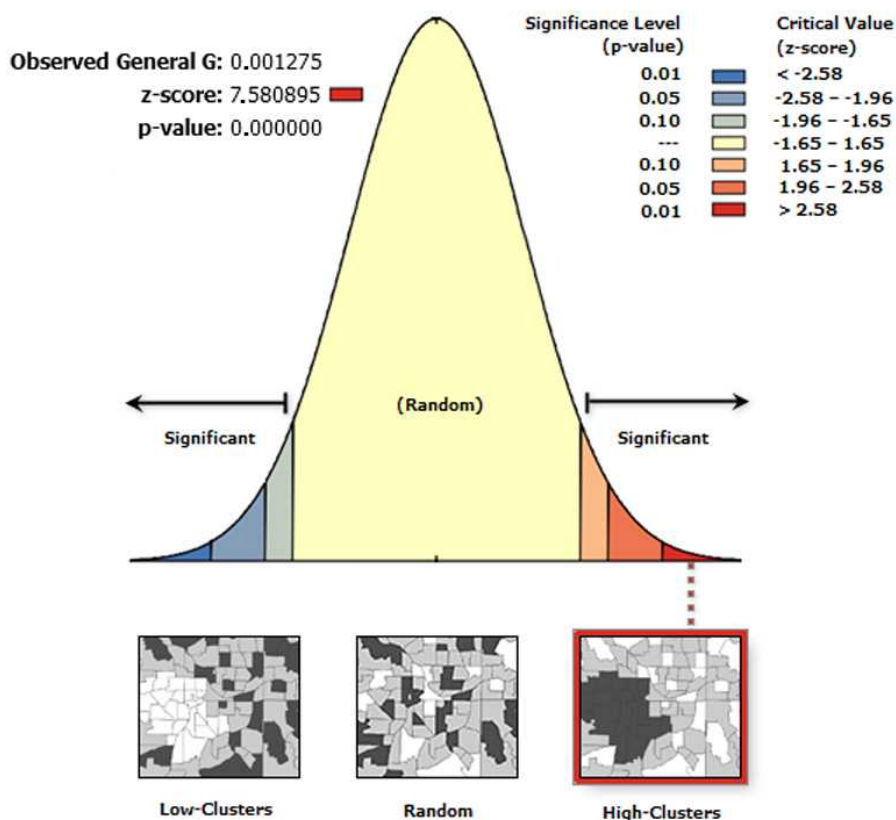 Observed General G: 0.001275
z-score: 7.580895
p-value: 0.000000
Significance Level
(p-value)
Critical Value
(z-score)
0.01 < -2.58
0.05 -2.58 – -1.96
0.10 -1.96 – -1.65
--- -1.65 – 1.65
0.10 1.65 – 1.96
0.05 1.96 – 2.58
0.01 > 2.58
(Random)
Significant
Significant
Low-Clusters
Random
High-Clusters